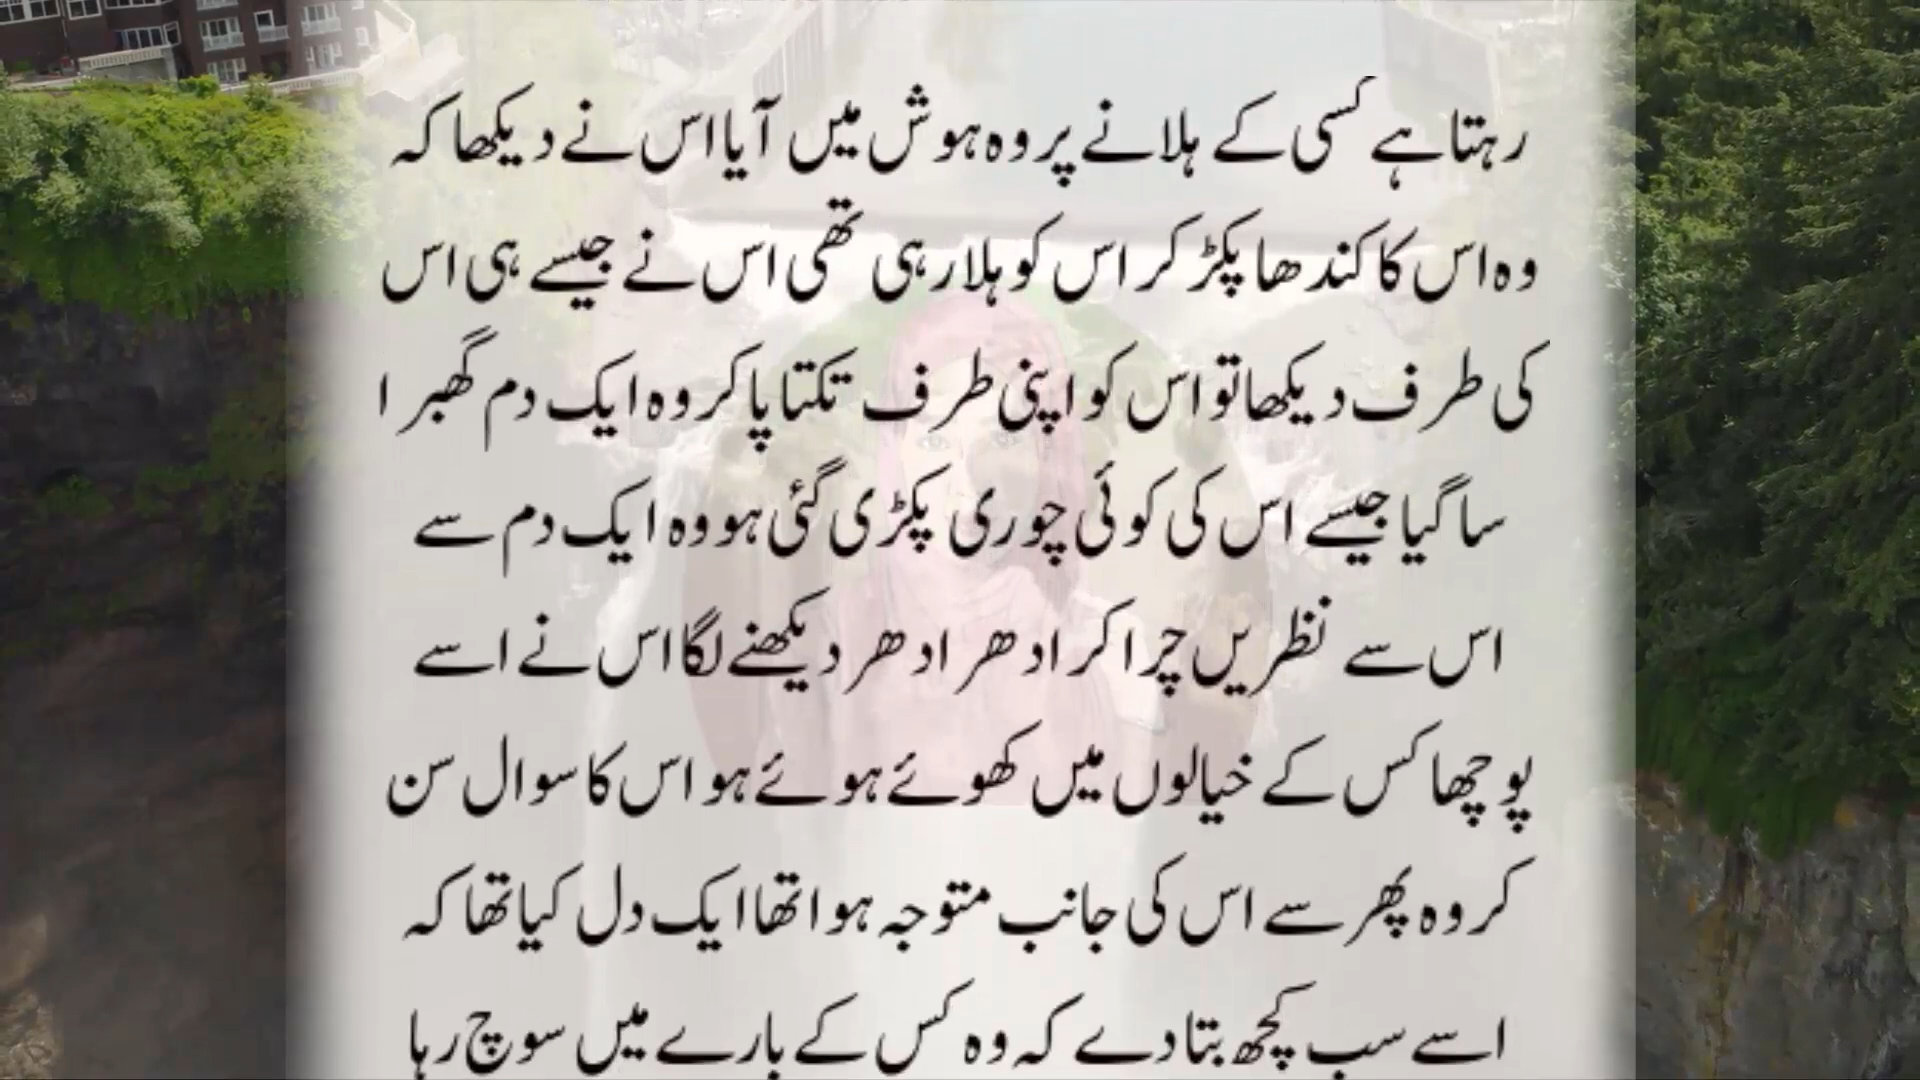 رہتا ہے کسی کے ہلانے پر وہ ہوش میں آیا اس نے دیکھا کہ
وہ اس کا کندھا پکڑ کر اس کو ہلا رہی تھی اس نے جیسے ہی اس
کی طرف دیکھا تو اس کو اپنی طرف تکتا پا کر وہ ایک دم گھبرا
سا گیا جیسے اس کی کوئی چوری پکڑی گئی ہو وہ ایک دم سے
اس سے نظریں چرا کر ادھر ادھر دیکھنے لگا اس نے اسے
پوچھا کس کے خیالوں میں کھوئے ہوئے ہو اس کا سوال سن
کر وہ پھر سے اس کی جانب متوجہ ہوا تھا ایک دل کیا تھا کہ
اسے سب کچھ بتا دے کہ وہ کس کے بارے میں سوچ رہا